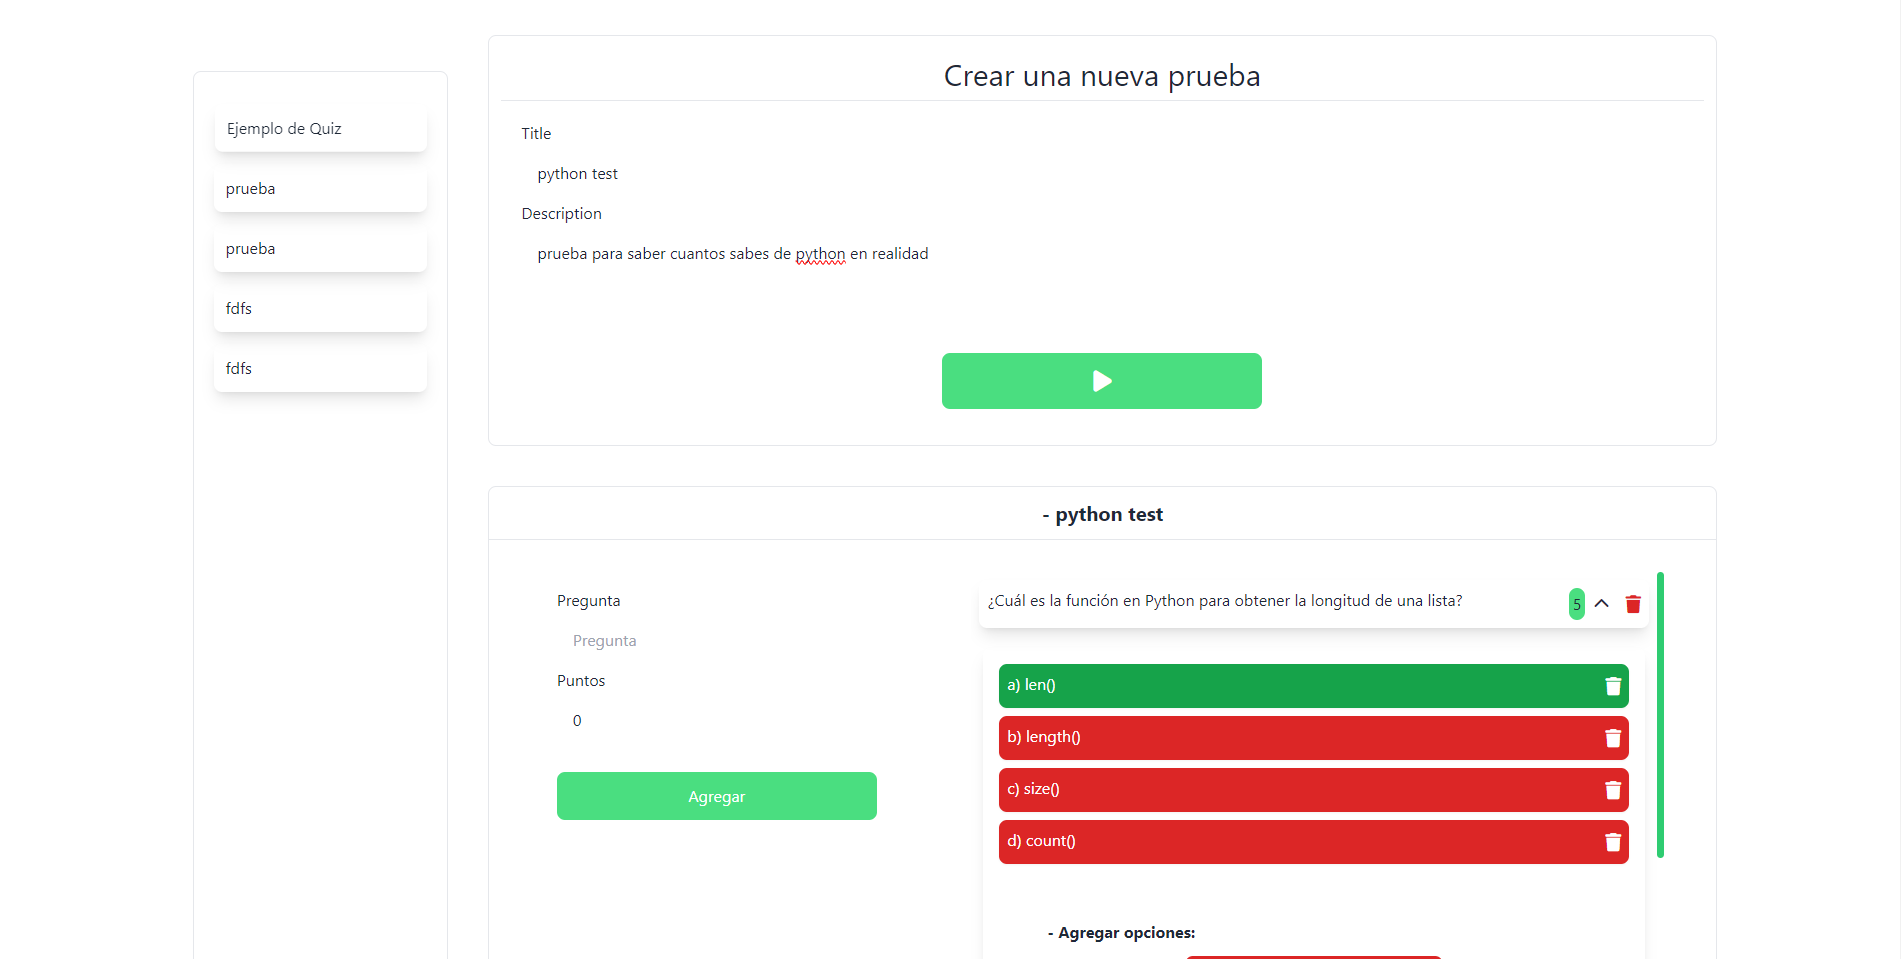 Ejemplo de Quiz
prueba
prueba
fdfs
fdfs
Crear una nueva prueba
Title
python test
Description
prueba para saber cuantos sabes de python en realidad
- python test
Pregunta
Pregunta
Puntos
0
Agregar
¿Cuál es la función en Python para obtener la longitud de una lista?
5
a) len()
b) length()
c) size()
d) count()
- Agregar opciones: